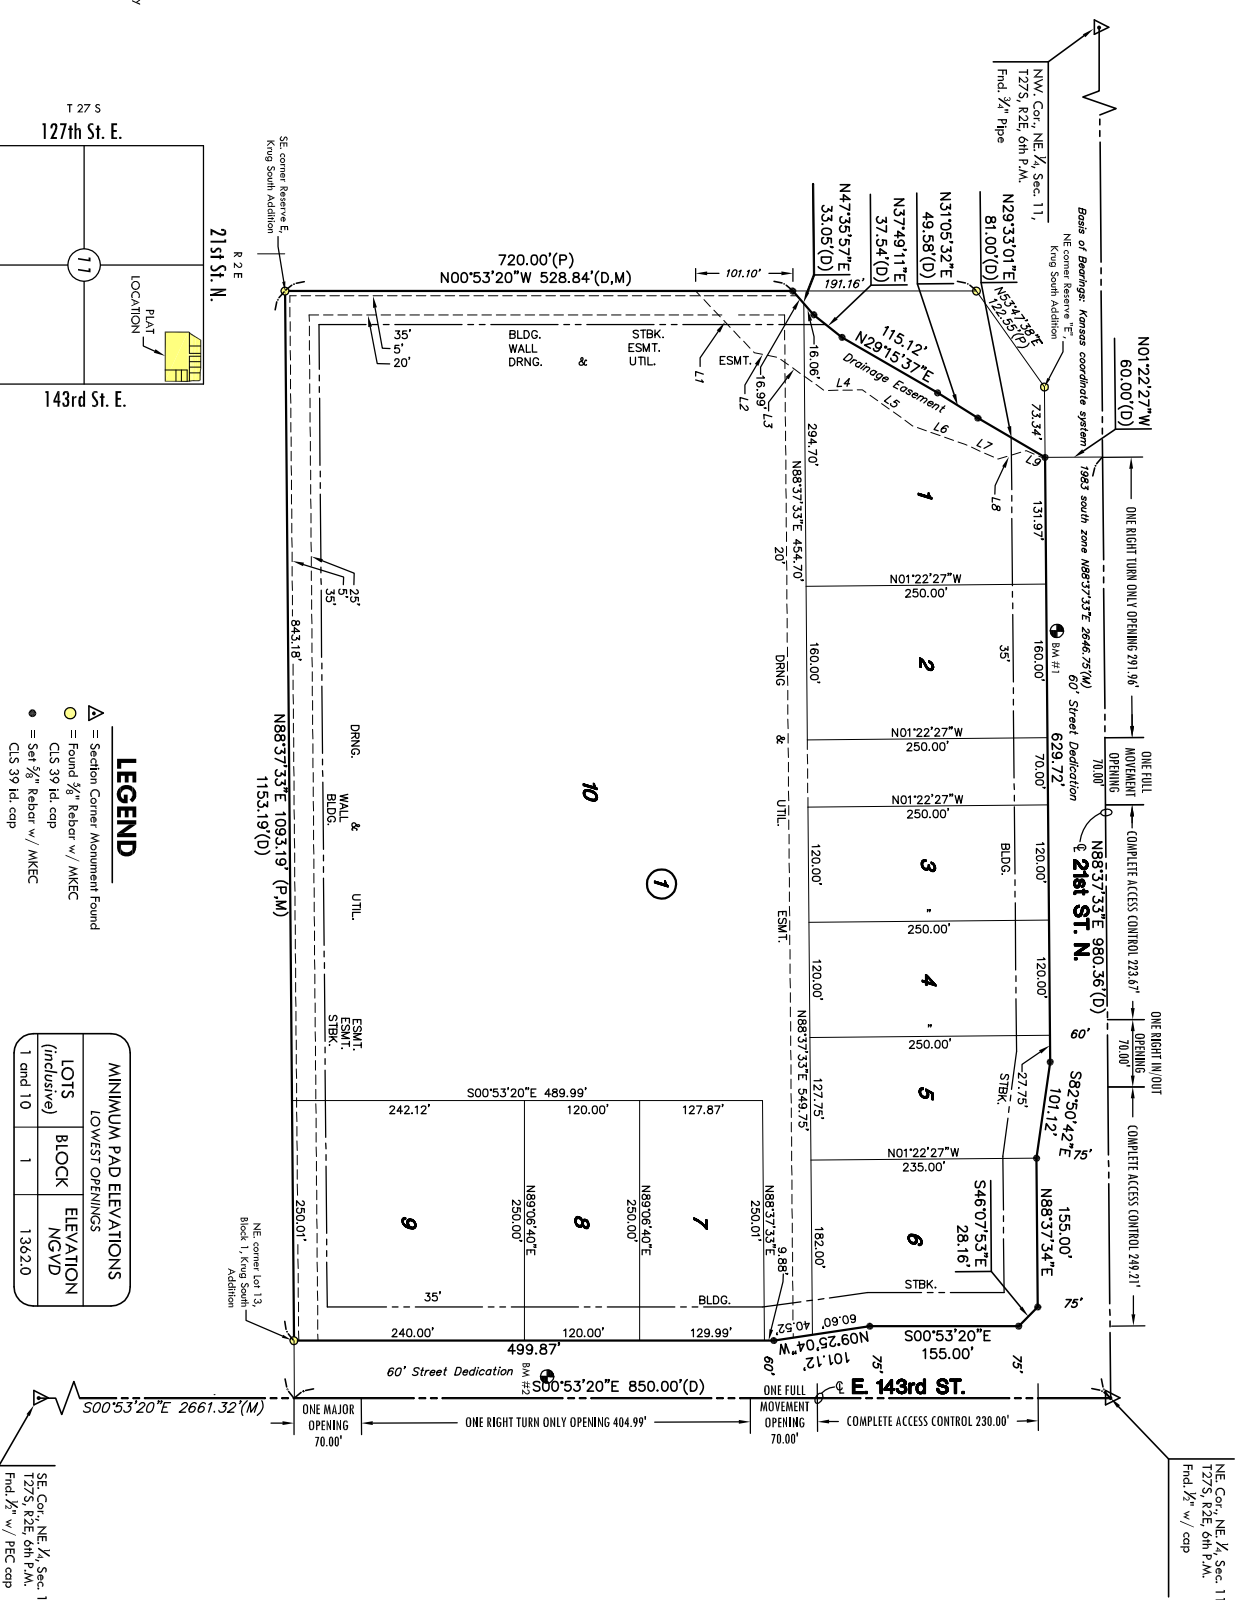 NW. Cor., NE.¼, Sec. 11,
T27S, R2E, 6th P.M.
Fnd. ¾" Pipe
Basis of Bearings: Kansas coordinate system 1983 south zone N88°37'33"E 2646.75'(M)
NE corner Reserve "E",
Krug South Addition
N01°22'27"W
60.00'(D)
ONE RIGHT TURN ONLY OPENING 291.96'
ONE FULL
MOVEMENT
OPENING
70.00'
COMPLETE ACCESS CONTROL 223.67'
ONE RIGHT IN/OUT
OPENING
70.00'
COMPLETE ACCESS CONTROL 249.21'
NE. Cor., NE.¼, Sec. 11
T27S, R2E, 6th P.M.
Fnd. ½" w/ cap
N88°37'33"E 980.36'(D)
℄ 21st ST. N.
60' Street Dedication
BM #1
N29°33'01"E
81.00'(D)
N31°05'32"E
49.58'(D)
N37°49'11"E
37.54'(D)
N47°35'57"E
33.05'(D)
N53°47'38"E
122.55'(P)
73.34'
131.97'
160.00'
629.72'
70.00'
120.00'
120.00'
60'
27.75'
S82°50'42"E
101.12'
75'
155.00'
N88°37'34"E
75'
S46°07'53"E
28.16'
115.12'
N29°15'37"E
Drainage Easement
191.16'
101.10'
16.06'
16.99'
L1
L2
L3
L4
L5
L6
L7
L8
L9
35'
BLDG.
STBK.
1
N01°22'27"W
250.00'
2
N01°22'27"W
250.00'
N01°22'27"W
250.00'
3
"
250.00'
4
"
250.00'
5
N01°22'27"W
235.00'
6
STBK.
S00°53'20"E
155.00'
75'
75'
294.70'
N88°37'33"E 454.70'
160.00'
120.00'
120.00'
N88°37'33"E 549.75'
127.75'
182.00'
20'
DRNG
&
UTIL.
ESMT.
9.88'
40.52'
60.60'
N09°25'04"W
101.12'
60'
720.00'(P)
N00°53'20"W 528.84'(D,M)
35'
5'
20'
BLDG.
WALL
DRNG.
&
STBK.
ESMT.
UTIL.
ESMT.
10
1
S00°53'20"E 489.99'
242.12'
120.00'
127.87'
N88°37'33"E
250.01'
7
N89°06'40"E
250.00'
8
N89°06'40"E
250.00'
9
35'
BLDG.
240.00'
120.00'
129.99'
499.87'
25'
5'
35'
DRNG.
WALL
BLDG.
&
UTIL.
ESMT.
ESMT.
STBK.
843.18'
250.01'
N88°37'33"E 1093.19' (P,M)
1153.19'(D)
SE. corner Reserve E,
Krug South Addition
NE. corner Lot 13,
Block 1, Krug South
Addition
60' Street Dedication
BM #2
S00°53'20"E 850.00'(D)
℄ E. 143rd ST.
S00°53'20"E 2661.32'(M)
ONE MAJOR
OPENING
70.00'
ONE RIGHT TURN ONLY OPENING 404.99'
ONE FULL
MOVEMENT
OPENING
70.00'
COMPLETE ACCESS CONTROL 230.00'
SE. Cor., NE.¼, Sec. 1
T27S, R2E, 6th P.M.
Fnd. ½" w/ PEC cap
R 2 E
21st St. N.
T 27 S
127th St. E.
11
PLAT
LOCATION
143rd St. E.
LEGEND
= Section Corner Monument Found
= Found ⅝" Rebar w/ MKEC
CLS 39 id. cap
= Set ⅝" Rebar w/ MKEC
CLS 39 id. cap
MINIMUM PAD ELEVATIONS
LOWEST OPENINGS
LOTS
(inclusive)
BLOCK
ELEVATION
NGVD
1 and 10
1
1362.0